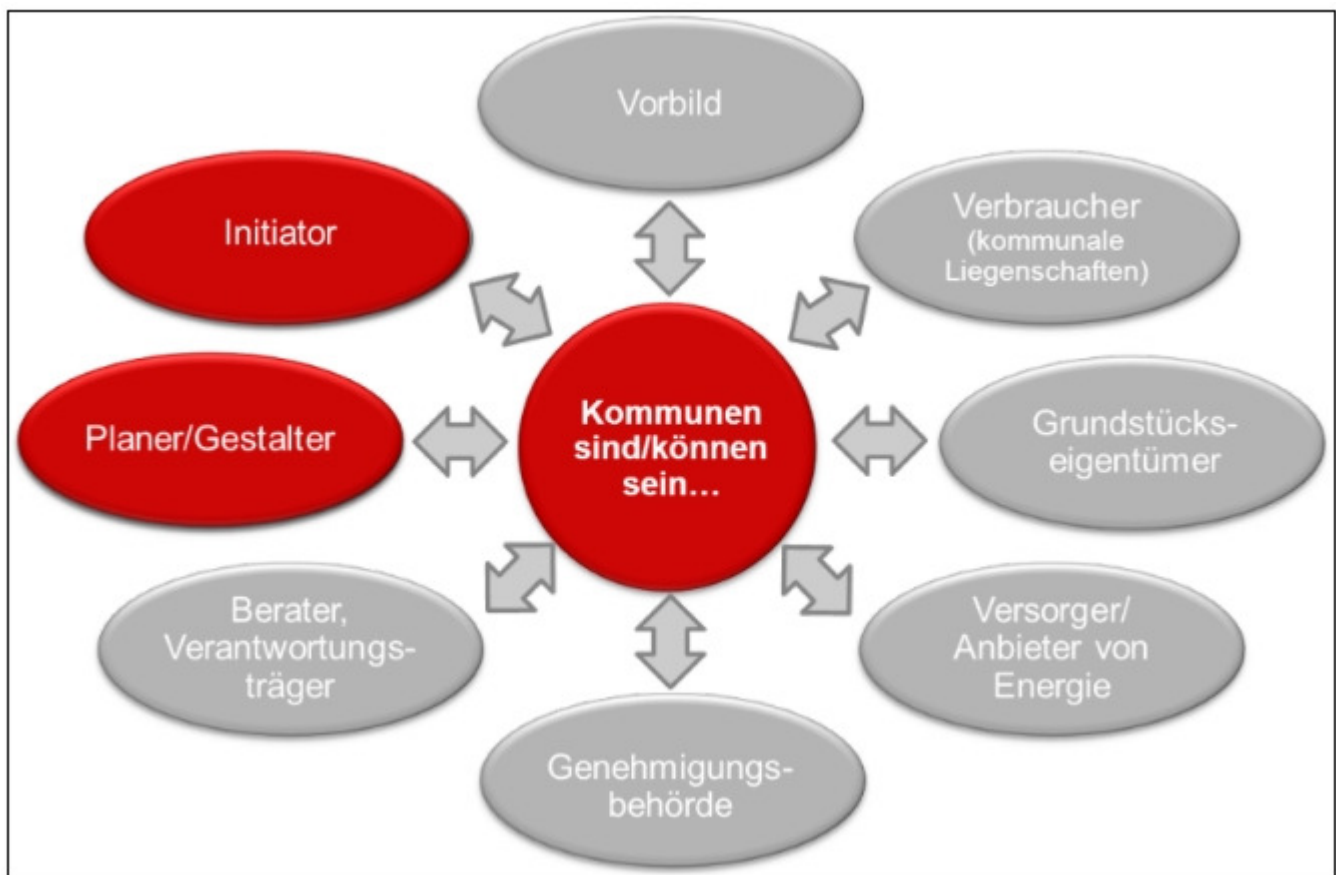 Vorbild
Verbraucher
(kommunale
Liegenschaften)
Grundstücks-
eigentümer
Versorger/
Anbieter von
Energie
Genehmigungs-
behörde
Berater,
Verantwortungs-
träger
Planer/Gestalter
Initiator
Kommunen
sind/können
sein…